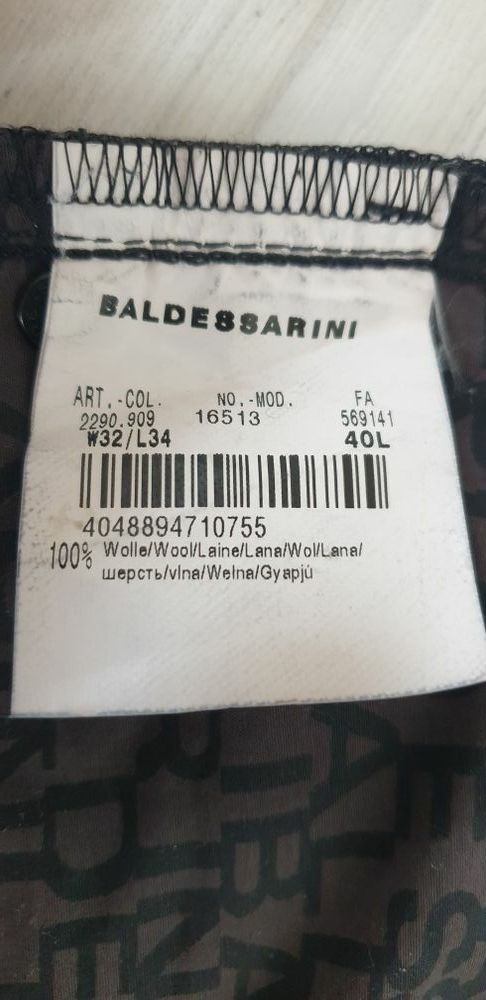 BALDESSARINI
ART.-COL. NO.-MOD. FA
2290.909 16513 569141
W32/L34 40L
4048894710755
100% Wolle/Wool/Laine/Lana/Wol/Lana/
шерсть/vlna/Wełna/Gyapjú